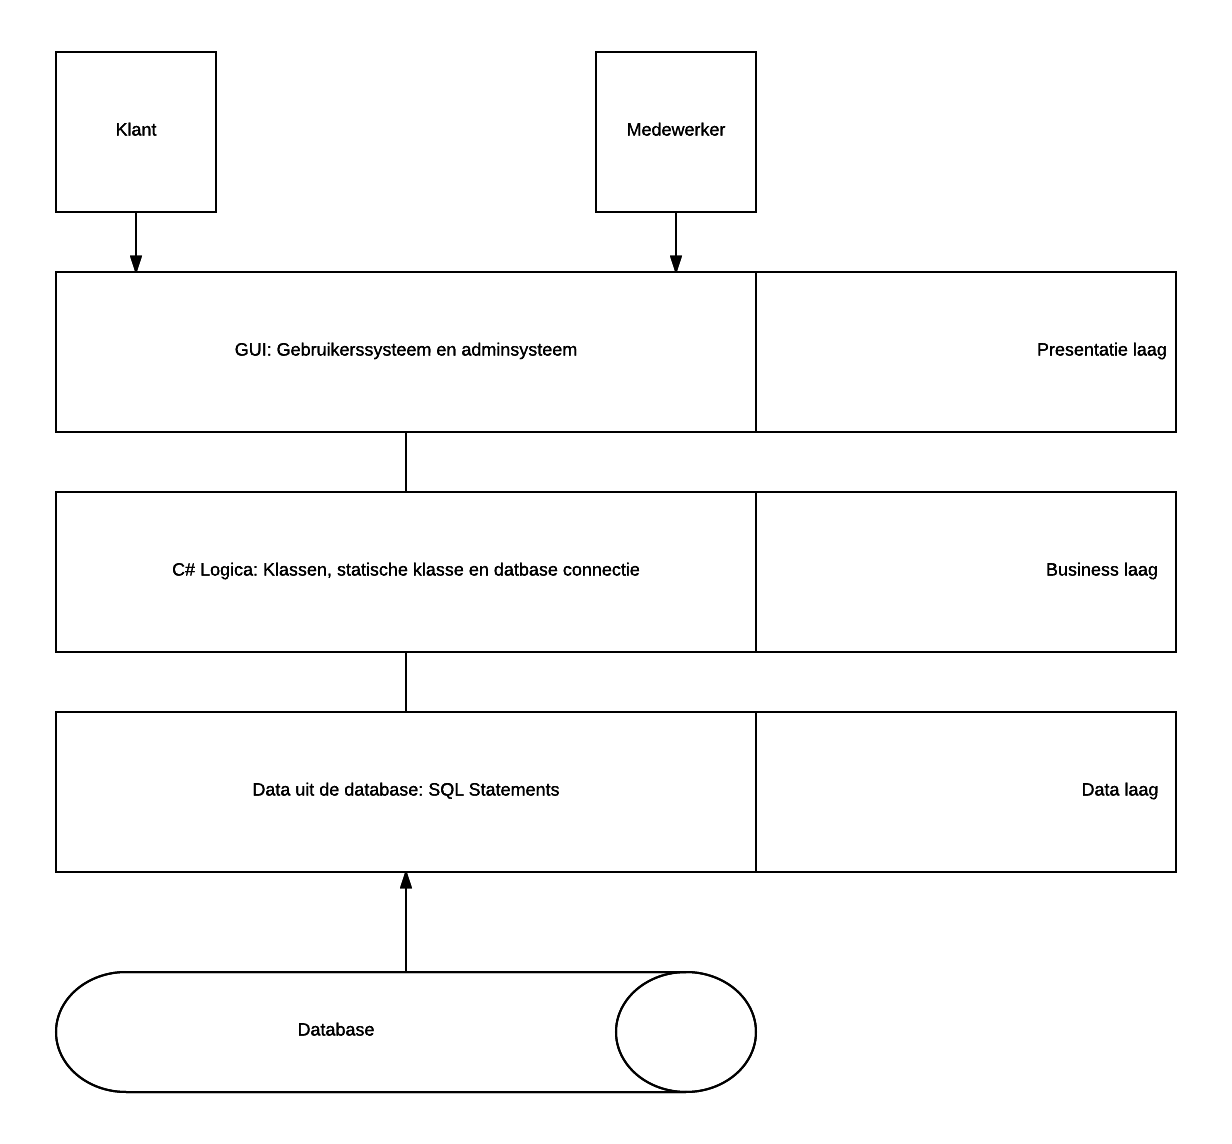 Klant
Medewerker
GUI: Gebruikerssysteem en adminsysteem
Presentatie laag
C# Logica: Klassen, statische klasse en datbase connectie
Business laag
Data uit de database: SQL Statements
Data laag
Database